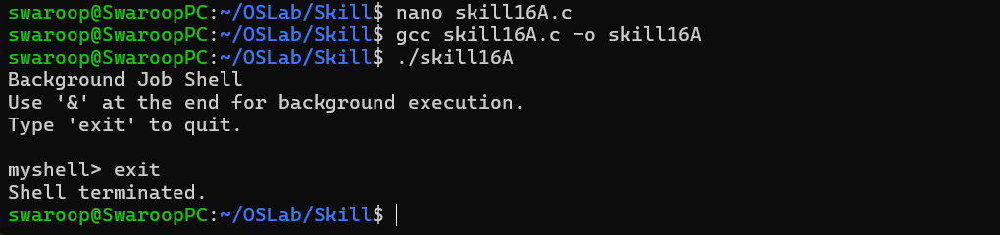 swaroop@SwaroopPC:~/OSLab/Skill$ nano skill16A.c
swaroop@SwaroopPC:~/OSLab/Skill$ gcc skill16A.c -o skill16A
swaroop@SwaroopPC:~/OSLab/Skill$ ./skill16A
Background Job Shell
Use '&' at the end for background execution.
Type 'exit' to quit.

myshell> exit
Shell terminated.
swaroop@SwaroopPC:~/OSLab/Skill$